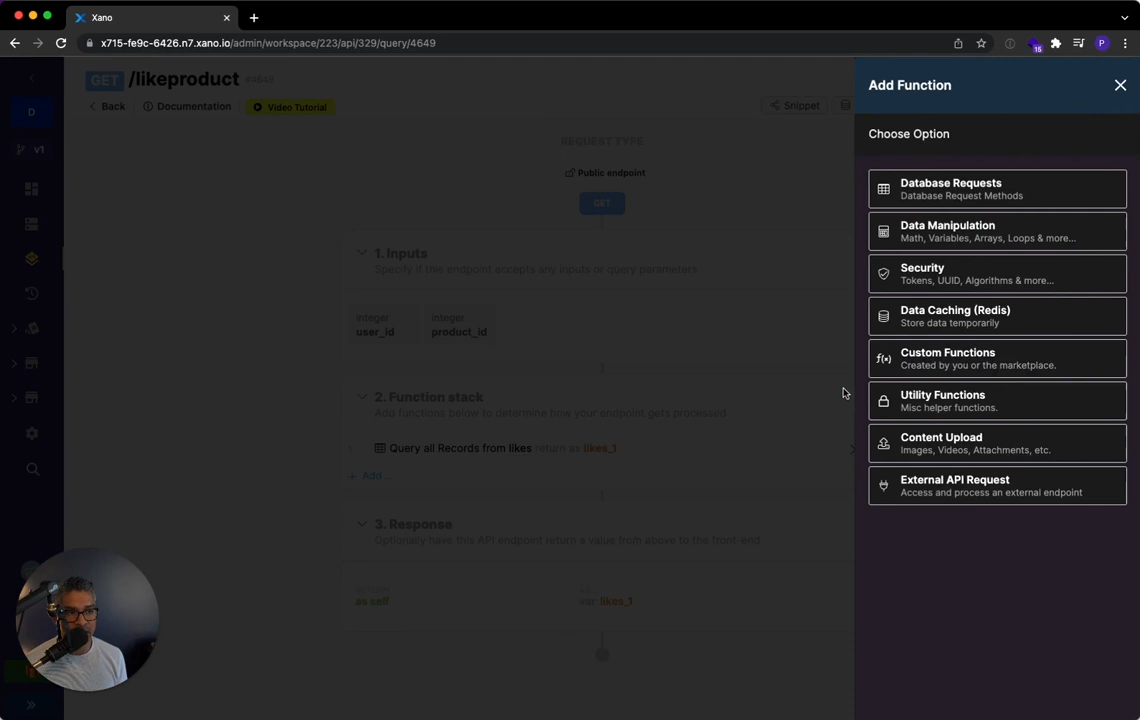 Xano
x715-fe9c-6426.n7.xano.io/admin/workspace/223/api/329/query/4649
15
P
GET /likeproduct #4649
Back
Documentation
Video Tutorial
Snippet
D
v1
REQUEST TYPE
Public endpoint
GET
1. Inputs
Specify if this endpoint accepts any inputs or query parameters
integer
user_id
integer
product_id
2. Function stack
Add functions below to determine how your endpoint gets processed
Query all Records from likes return as likes_1
+ Add ...
3. Response
Optionally have this API endpoint return a value from above to the front-end
as self
var: likes_1
Add Function
Choose Option
Database Requests
Database Request Methods
Data Manipulation
Math, Variables, Arrays, Loops & more...
Security
Tokens, UUID, Algorithms & more...
Data Caching (Redis)
Store data temporarily
f(x)
Custom Functions
Created by you or the marketplace.
Utility Functions
Misc helper functions.
Content Upload
Images, Videos, Attachments, etc.
External API Request
Access and process an external endpoint